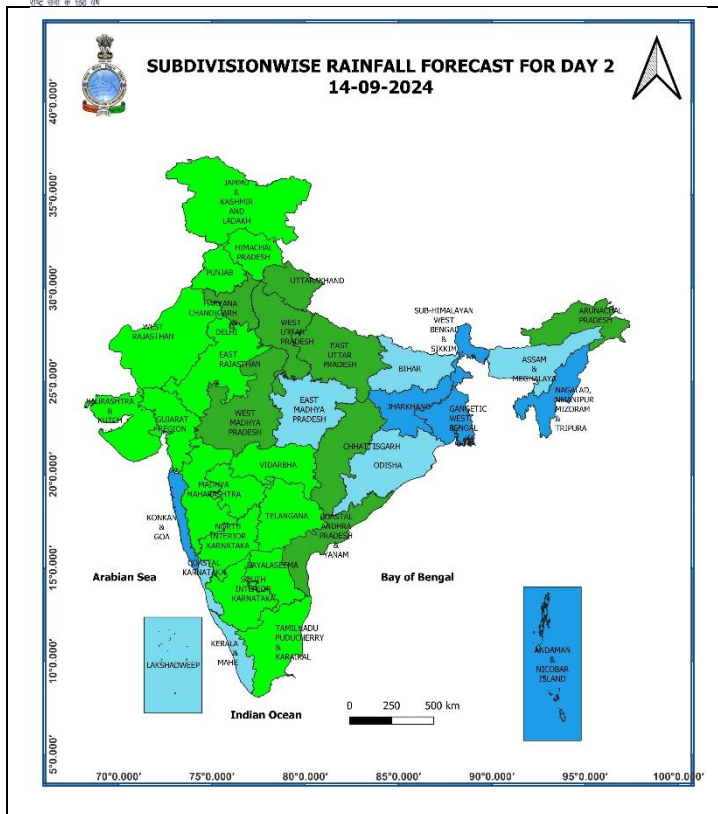 राष्ट्र सेवा के 150 वर्ष
SUBDIVISIONWISE RAINFALL FORECAST FOR DAY 2
14-09-2024
40°0.000'
35°0.000'
30°0.000'
25°0.000'
20°0.000'
15°0.000'
10°0.000'
5°0.000'
JAMMU
&
KASHMIR
AND
LADAKH
HIMACHAL
PRADESH
PUNJAB
UTTARAKHAND
HARYANA
CHANDIGARH
&
DELHI
WEST
RAJASTHAN
WEST
UTTAR
PRADESH
EAST
UTTAR
PRADESH
EAST
RAJASTHAN
SUB-HIMALAYAN
WEST
BENGAL
&
SIKKIM
ARUNACHAL
PRADESH
BIHAR
ASSAM
&
MEGHALAYA
SAURASHTRA
&
KUTCH
GUJARAT
REGION
WEST
MADHYA
PRADESH
EAST
MADHYA
PRADESH
JHARKHAND
GANGETIC
WEST
BENGAL
MANIPUR
MIZORAM
&
TRIPURA
CHHATTISGARH
ODISHA
VIDARBHA
MADHYA
MAHARASHTRA
KONKAN
&
GOA
TELANGANA
COASTAL
ANDHRA
PRADESH
&
YANAM
NORTH
INTERIOR
KARNATAKA
COASTAL
KARNATAKA
RAYALASEEMA
SOUTH
INTERIOR
KARNATAKA
Arabian Sea
Bay of Bengal
TAMILNADU
PUDUCHERRY
&
KARAIKAL
KERALA
&
MAHE
LAKSHADWEEP
ANDAMAN
&
NICOBAR
ISLAND
Indian Ocean
0 250 500 km
70°0.000' 75°0.000' 80°0.000' 85°0.000' 90°0.000' 95°0.000' 100°0.000'